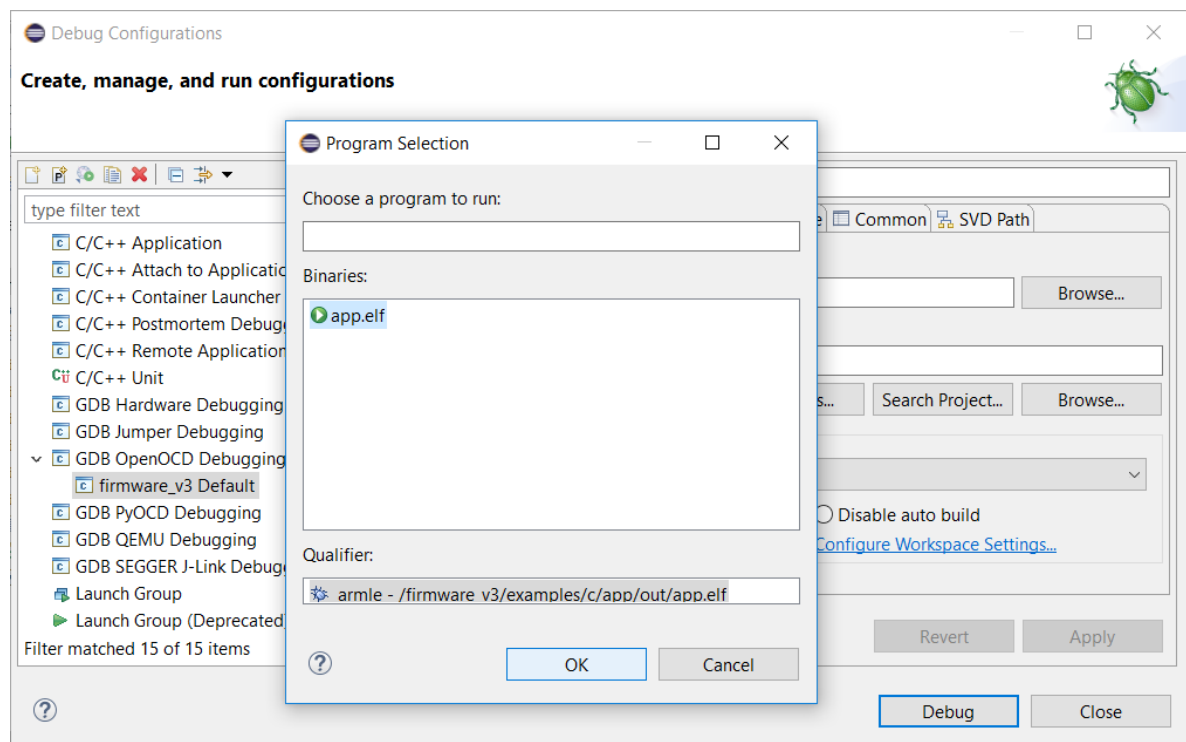 Debug Configurations
Create, manage, and run configurations
type filter text
C/C++ Application
C/C++ Attach to
C/C++ Container Launcher
C/C++ Postmortem
C/C++ Remote Application
C/C++ Unit
GDB Hardware Debugging
GDB Jumper Debugging
GDB OpenOCD Debugging
firmware_v3 Default
GDB PyOCD Debugging
GDB QEMU Debugging
GDB SEGGER J-Link
Launch Group
Launch Group (Deprecated
Filter matched 15 of 15 items
Program Selection
Choose a program to run:
Binaries:
app.elf
Qualifier:
armle - /firmware_v3/examples/c/app/out/app.elf
OK
Cancel
Common
SVD Path
Browse...
Search Project...
Browse...
Disable auto build
Configure Workspace Settings...
Revert
Apply
Debug
Close